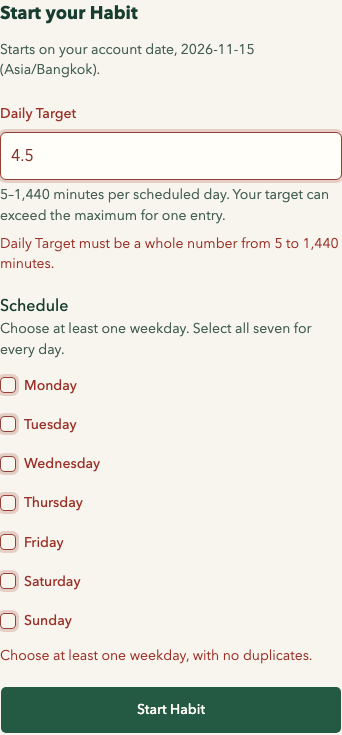 Start your Habit
Starts on your account date, 2026-11-15
(Asia/Bangkok).
Daily Target
4.5
5–1,440 minutes per scheduled day. Your target can
exceed the maximum for one entry.
Daily Target must be a whole number from 5 to 1,440
minutes.
Schedule
Choose at least one weekday. Select all seven for
every day.
Monday
Tuesday
Wednesday
Thursday
Friday
Saturday
Sunday
Choose at least one weekday, with no duplicates.
Start Habit